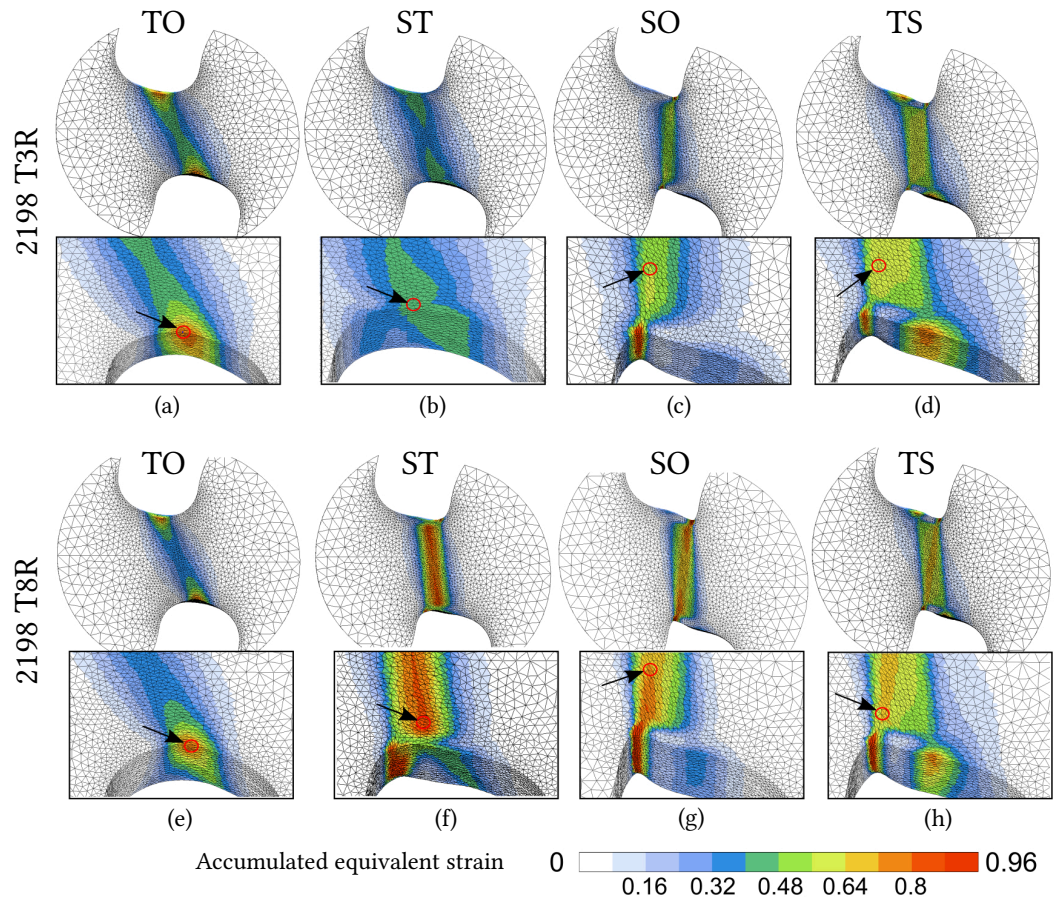 TO ST SO TS
2198 T3R
(a) (b) (c) (d)
TO ST SO TS
2198 T8R
(e) (f) (g) (h)
Accumulated equivalent strain 0 0.96
0.16 0.32 0.48 0.64 0.8